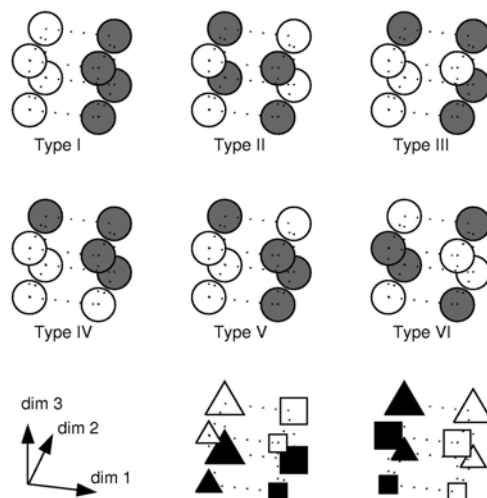 Type I
Type II
Type III
Type IV
Type V
Type VI
dim 3
dim 2
dim 1